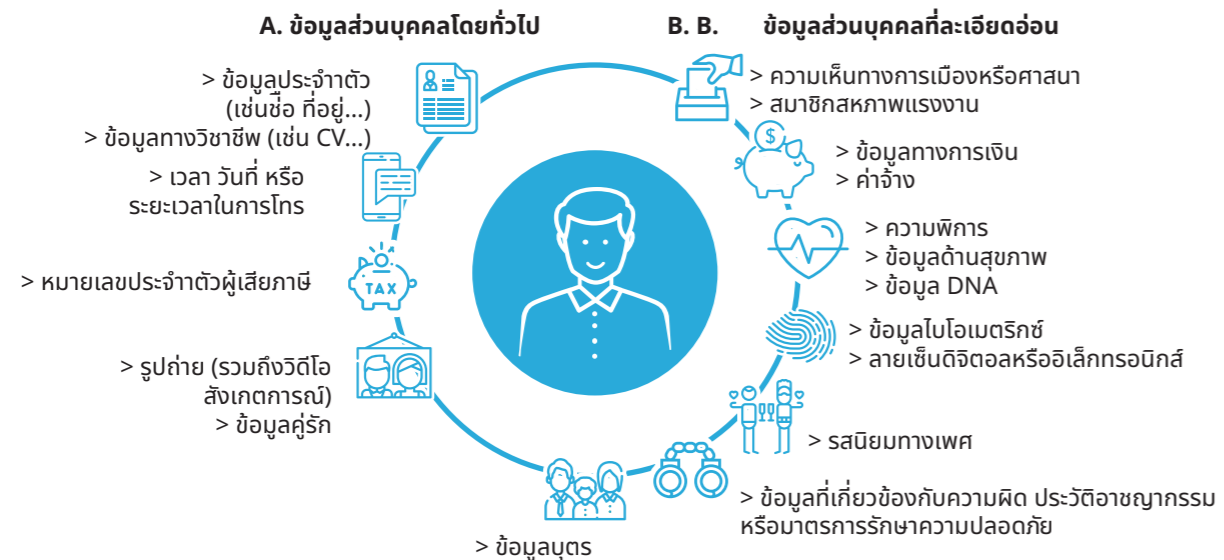 A. ข้อมูลส่วนบุคคลโดยทั่วไป
> ข้อมูลประจำาตัว
(เช่นชื่อ ที่อยู่...)
> ข้อมูลทางวิชาชีพ (เช่น CV...)
> เวลา วันที่ หรือ
ระยะเวลาในการโทร
> หมายเลขประจำาตัวผู้เสียภาษี
TAX
> รูปถ่าย (รวมถึงวิดีโอ
สังเกตการณ์)
> ข้อมูลคู่รัก
> ข้อมูลบุตร
B. B. ข้อมูลส่วนบุคคลที่ละเอียดอ่อน
> ความเห็นทางการเมืองหรือศาสนา
> สมาชิกสหภาพแรงงาน
$
> ข้อมูลทางการเงิน
> ค่าจ้าง
> ความพิการ
> ข้อมูลด้านสุขภาพ
> ข้อมูล DNA
> ข้อมูลไบโอเมตริกซ์
> ลายเซ็นดิจิตอลหรืออิเล็กทรอนิกส์
> รสนิยมทางเพศ
> ข้อมูลที่เกี่ยวข้องกับความผิด ประวัติอาชญากรรม
หรือมาตรการรักษาความปลอดภัย